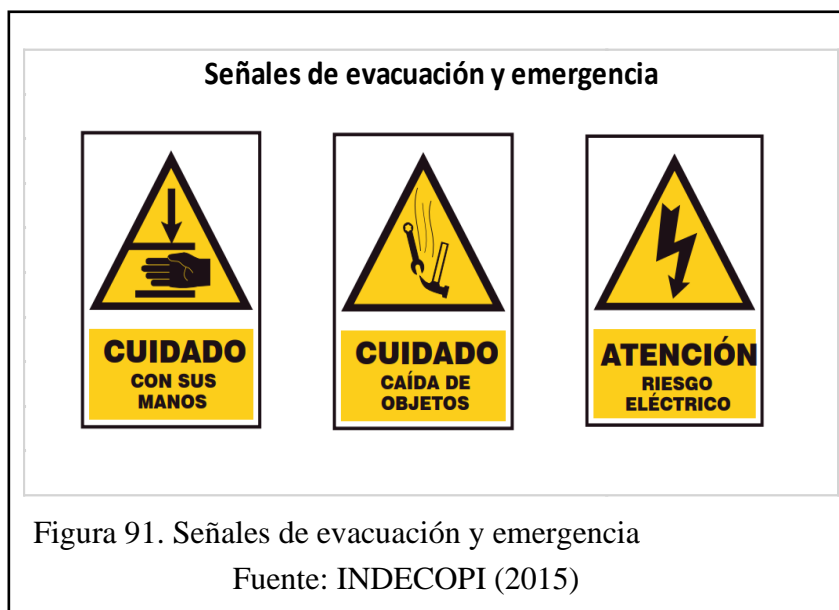 Señales de evacuación y emergencia
CUIDADO
CON SUS
MANOS
CUIDADO
CAÍDA DE
OBJETOS
ATENCIÓN
RIESGO
ELÉCTRICO
Figura 91. Señales de evacuación y emergencia
Fuente: INDECOPI (2015)